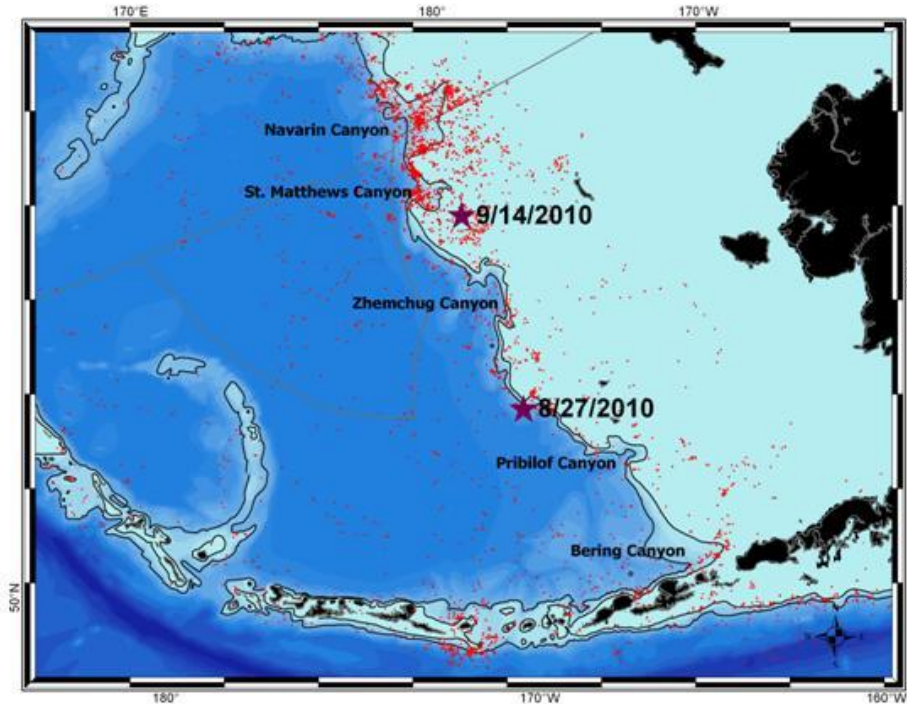 170°E
180°
170°W
Navarin Canyon
St. Matthews Canyon
9/14/2010
Zhemchug Canyon
8/27/2010
Pribilof Canyon
Bering Canyon
50°N
180°
170°W
160°W